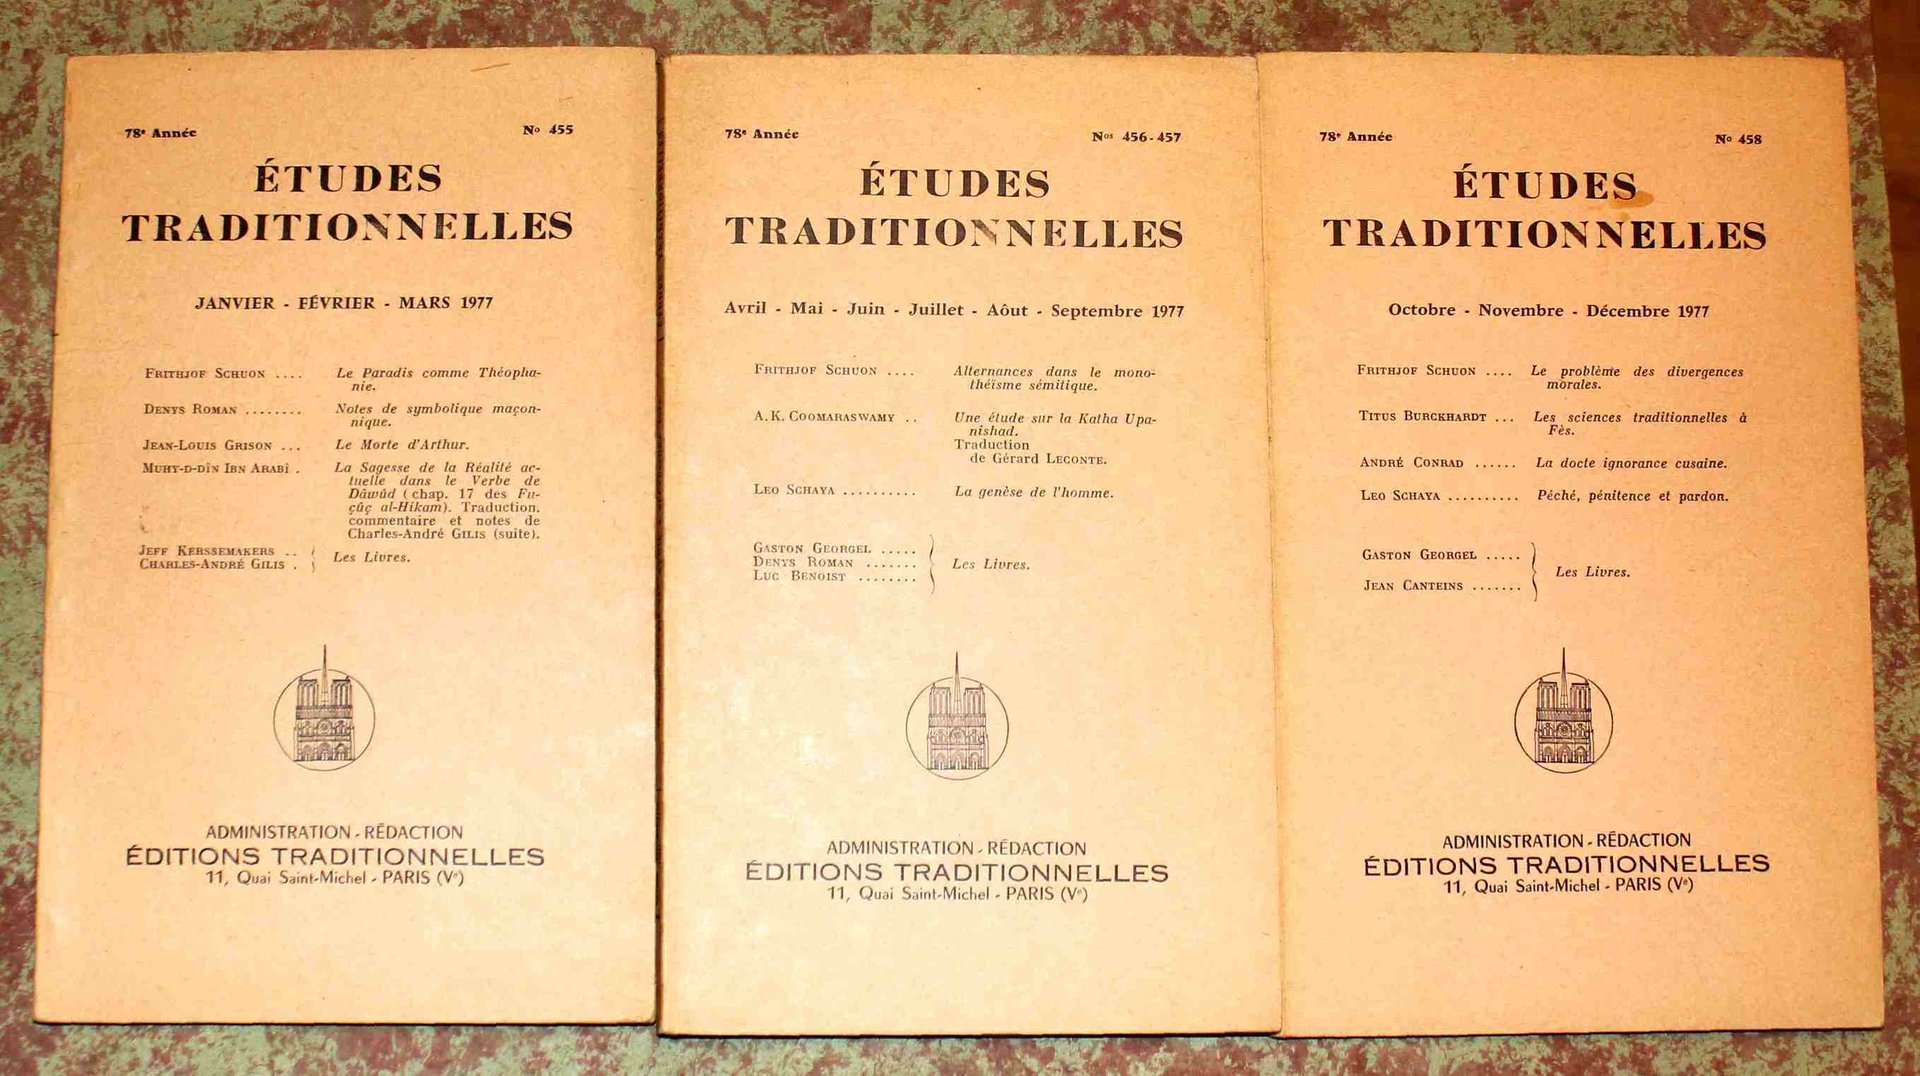 78e Année No 455
ÉTUDES
TRADITIONNELLES
JANVIER - FÉVRIER - MARS 1977
FRITHJOF SCHUON .... Le Paradis comme Théopha-
nie.
DENYS ROMAN ........ Notes de symbolique maçon-
nique.
JEAN-LOUIS GRISON ... Le Morte d'Arthur.
MUHY-D-DÎN IBN ARABÎ . La Sagesse de la Réalité ac-
tuelle dans le Verbe de
Dâwûd (chap. 17 des Fu-
çûç al-Hikam). Traduction.
commentaire et notes de
Charles-André GILIS (suite).
JEFF KERSSEMAKERS ..
CHARLES-ANDRÉ GILIS . Les Livres.
ADMINISTRATION - RÉDACTION
ÉDITIONS TRADITIONNELLES
11, Quai Saint-Michel - PARIS (Ve)
78e Année Nos 456-457
ÉTUDES
TRADITIONNELLES
Avril - Mai - Juin - Juillet - Aôut - Septembre 1977
FRITHJOF SCHUON .... Alternances dans le mono-
théisme sémitique.
A.K. COOMARASWAMY .. Une étude sur la Katha Upa-
nishad.
Traduction
de Gérard LECONTE.
LEO SCHAYA .......... La genèse de l'homme.
GASTON GEORGEL .....
DENYS ROMAN ....... Les Livres.
LUC BENOIST ........
ADMINISTRATION - RÉDACTION
ÉDITIONS TRADITIONNELLES
11, Quai Saint-Michel - PARIS (Ve)
78e Année No 458
ÉTUDES
TRADITIONNELLES
Octobre - Novembre - Décembre 1977
FRITHJOF SCHUON .... Le problème des divergences
morales.
TITUS BURCKHARDT ... Les sciences traditionnelles à
Fès.
ANDRÉ CONRAD ...... La docte ignorance cusaine.
LEO SCHAYA .......... Péché, pénitence et pardon.
GASTON GEORGEL .....
Les Livres.
JEAN CANTEINS .......
ADMINISTRATION - RÉDACTION
ÉDITIONS TRADITIONNELLES
11, Quai Saint-Michel - PARIS (Ve)